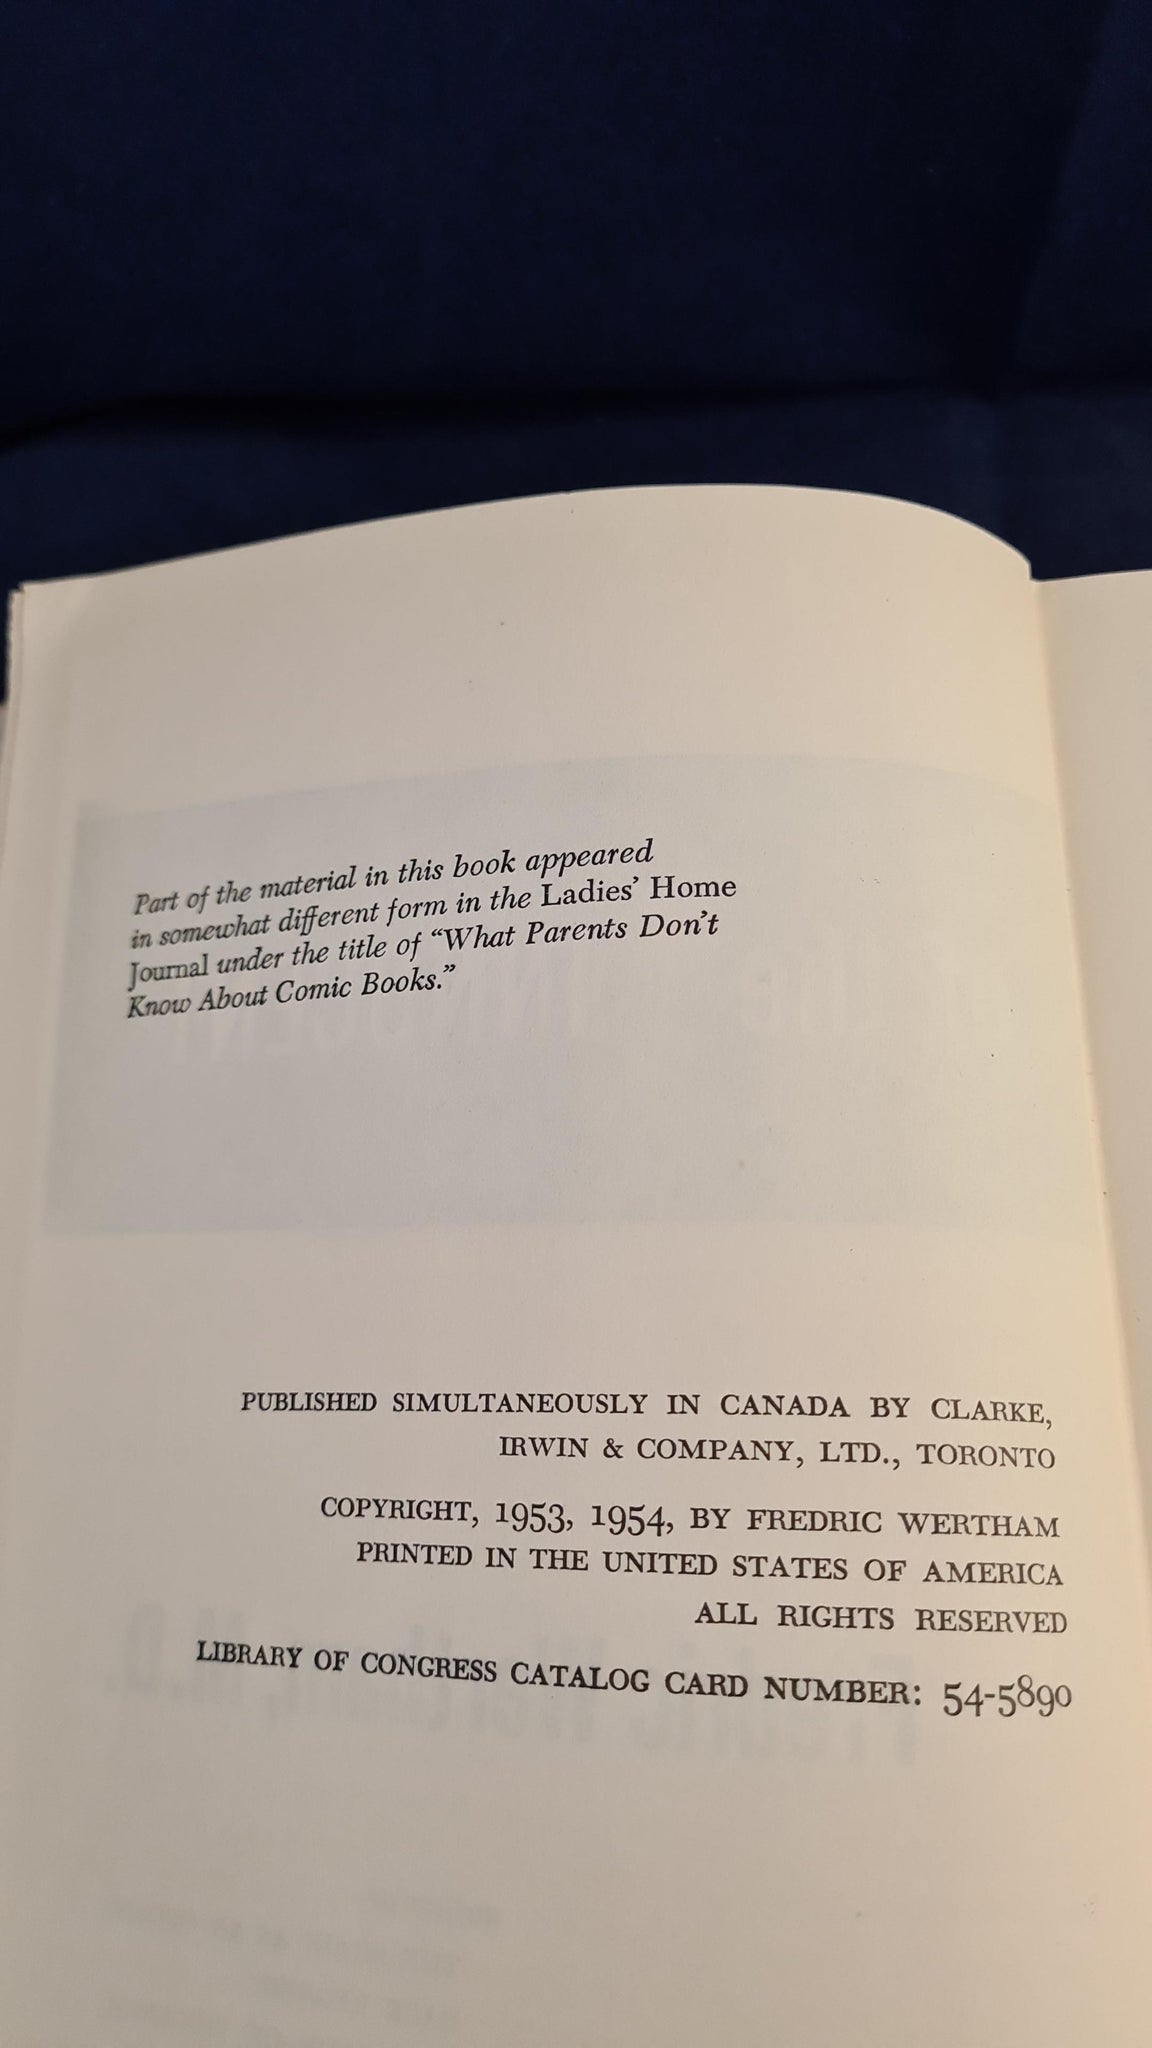 Part of the material in this book appeared
in somewhat different form in the Ladies’ Home
Journal under the title of “What Parents Don’t
Know About Comic Books.”
PUBLISHED SIMULTANEOUSLY IN CANADA BY CLARKE,
IRWIN & COMPANY, LTD., TORONTO
COPYRIGHT, 1953, 1954, BY FREDRIC WERTHAM
PRINTED IN THE UNITED STATES OF AMERICA
ALL RIGHTS RESERVED
LIBRARY OF CONGRESS CATALOG CARD NUMBER: 54-5890